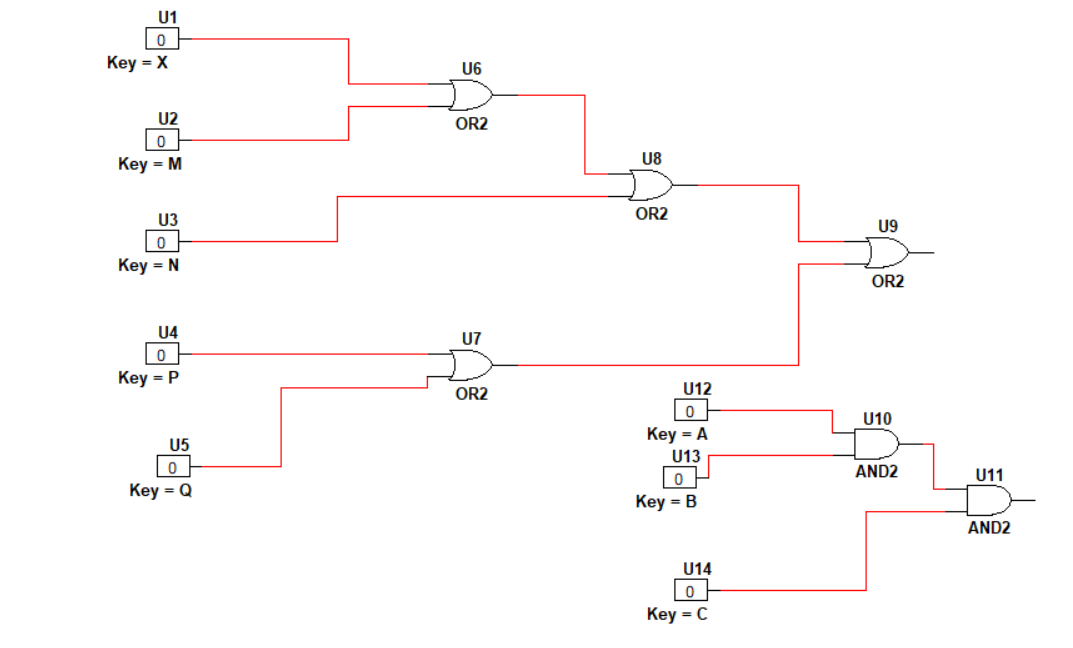 U1
0
Key = X
U6
OR2
U2
0
Key = M
U8
OR2
U3
0
Key = N
U9
OR2
U4
0
Key = P
U7
OR2
U12
0
Key = A
U10
AND2
U5
0
Key = Q
U13
0
Key = B
U11
AND2
U14
0
Key = C